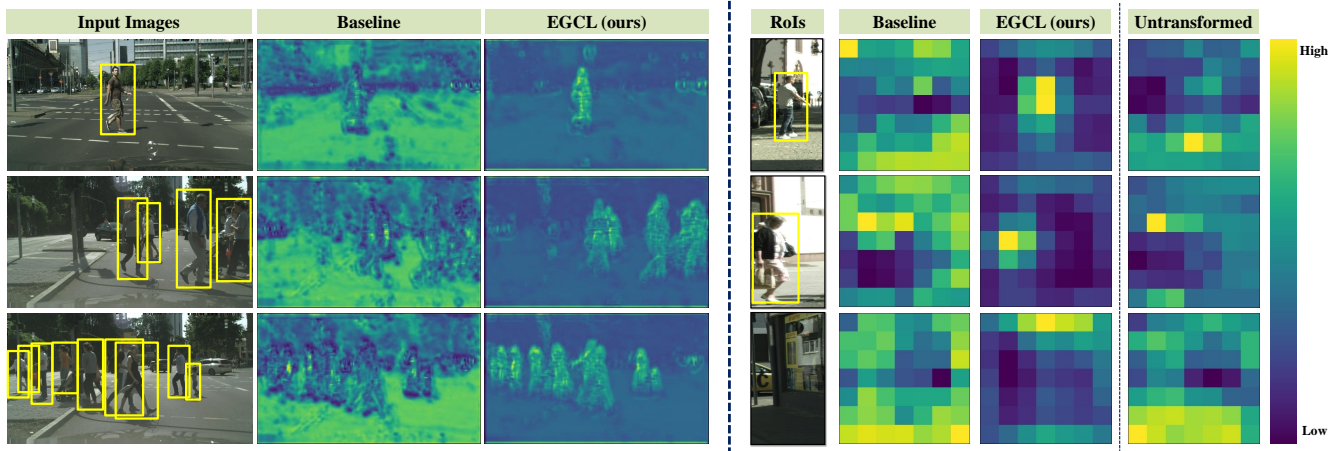 Input Images
Baseline
EGCL (ours)
RoIs
Baseline
EGCL (ours)
Untransformed
High
Low
C